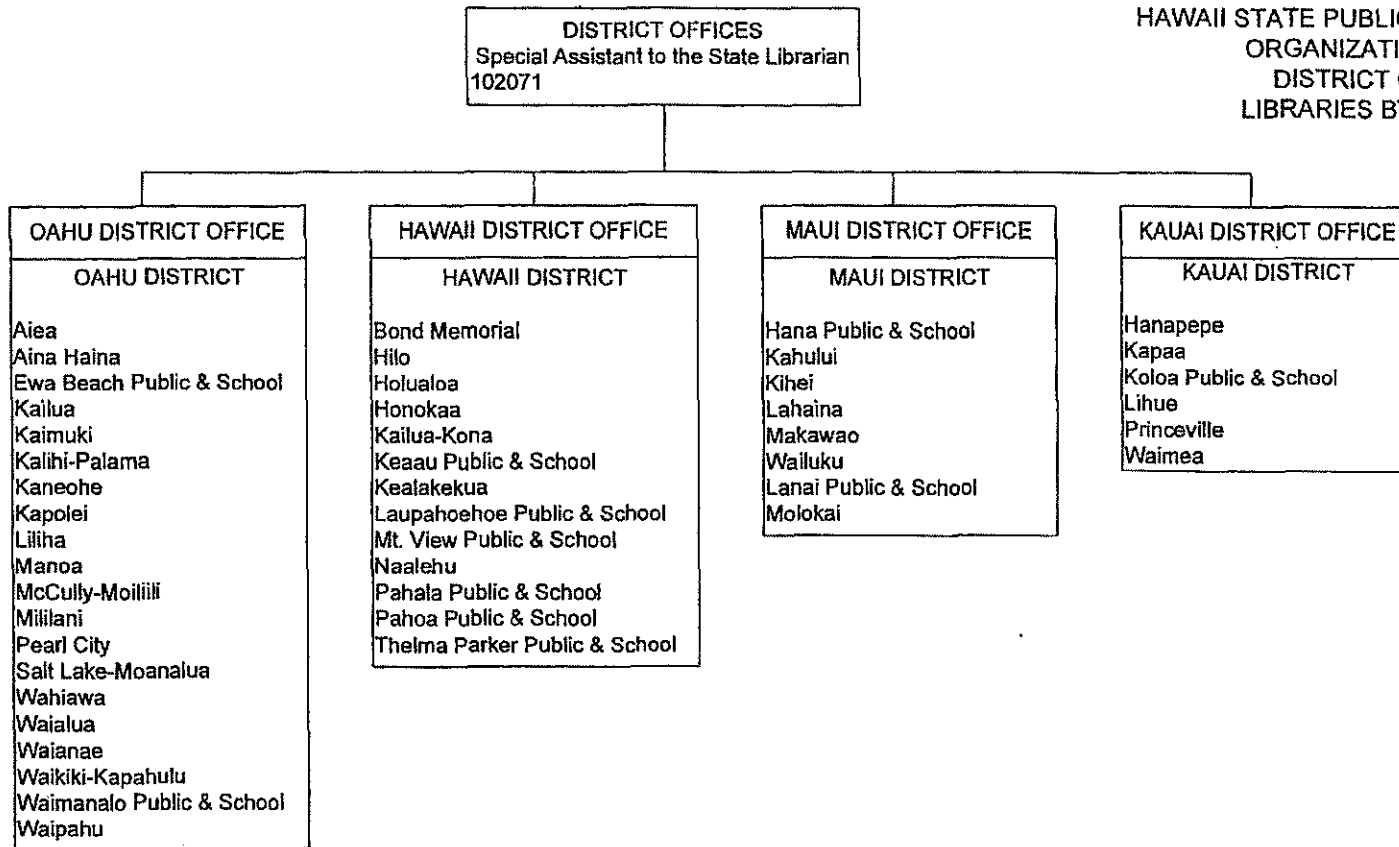 DISTRICT OFFICES
Special Assistant to the State Librarian
102071
HAWAII STATE PUBLIC
ORGANIZATI
DISTRICT
LIBRARIES B
OAHU DISTRICT OFFICE
OAHU DISTRICT
Aiea
Aina Haina
Ewa Beach Public & School
Kailua
Kaimuki
Kalihi-Palama
Kaneohe
Kapolei
Liliha
Manoa
McCully-Moiliili
Mililani
Pearl City
Salt Lake-Moanalua
Wahiawa
Waialua
Waianae
Waikiki-Kapahulu
Waimanalo Public & School
Waipahu
HAWAII DISTRICT OFFICE
HAWAII DISTRICT
Bond Memorial
Hilo
Holualoa
Honokaa
Kailua-Kona
Keaau Public & School
Kealakekua
Laupahoehoe Public & School
Mt. View Public & School
Naalehu
Pahala Public & School
Pahoa Public & School
Thelma Parker Public & School
MAUI DISTRICT OFFICE
MAUI DISTRICT
Hana Public & School
Kahului
Kihei
Lahaina
Makawao
Wailuku
Lanai Public & School
Molokai
KAUAI DISTRICT OFFICE
KAUAI DISTRICT
Hanapepe
Kapaa
Koloa Public & School
Lihue
Princeville
Waimea